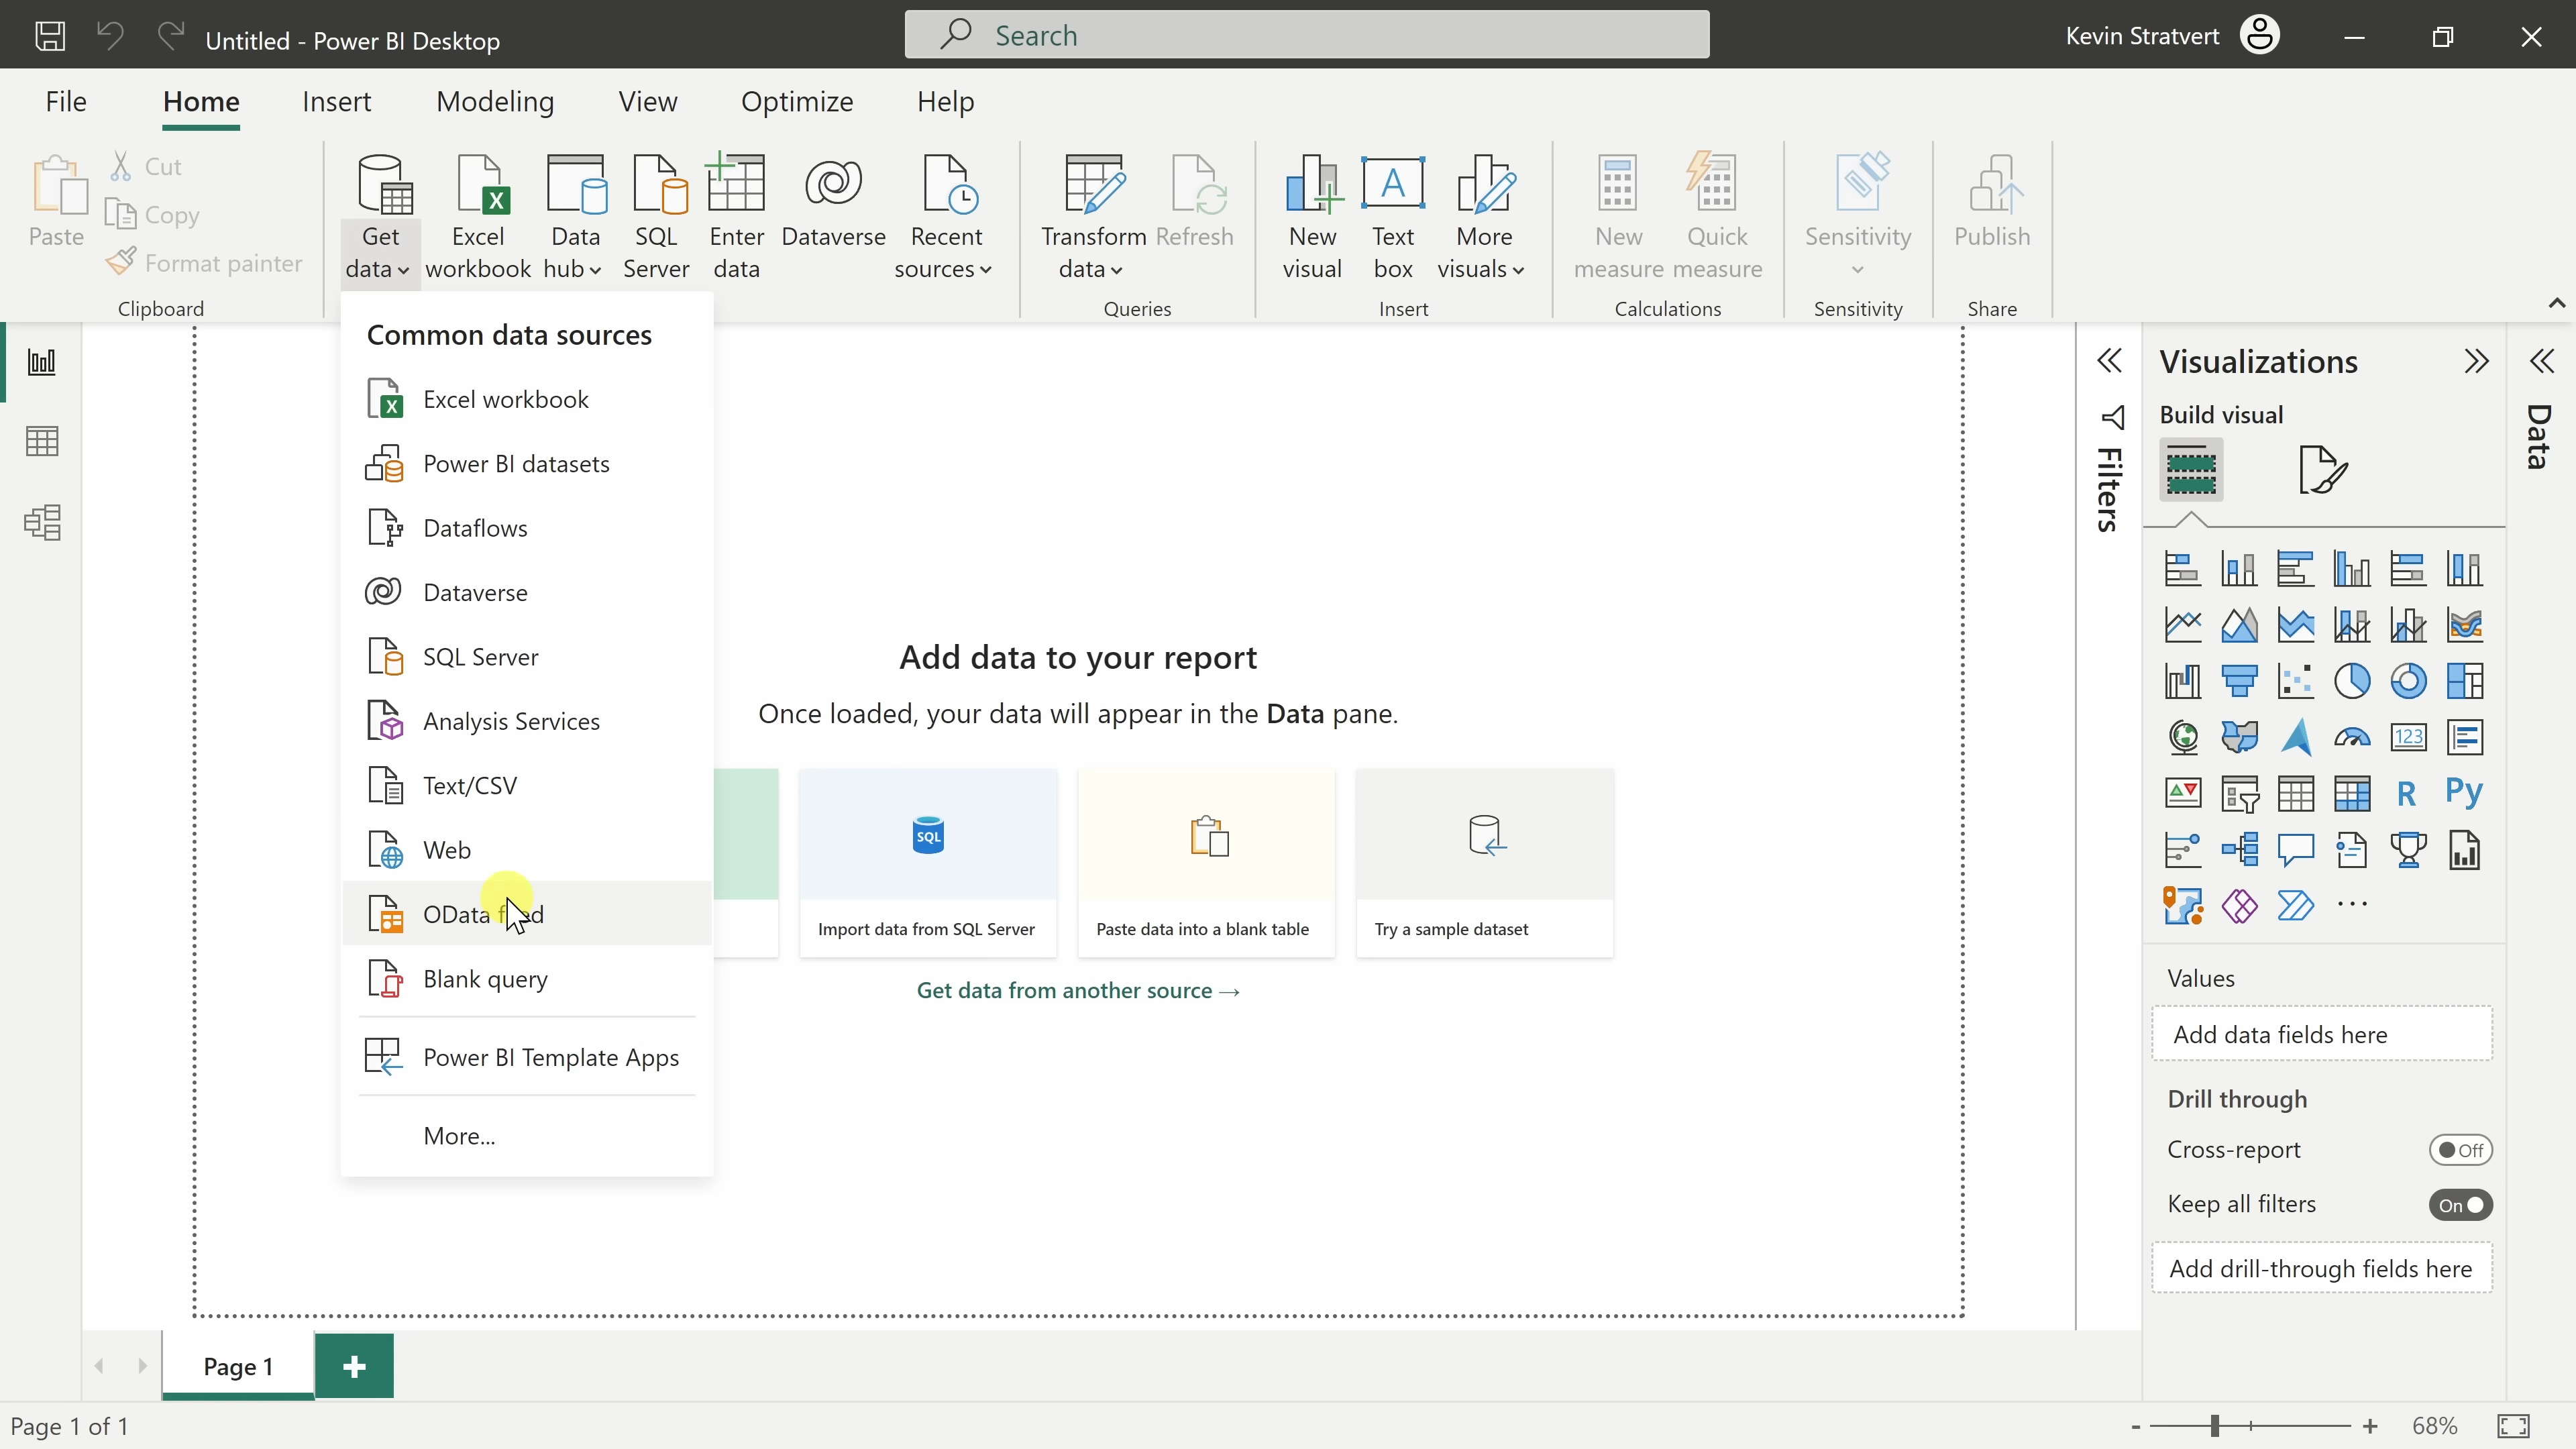 Untitled - Power BI Desktop
Search
Kevin Stratvert
File
Home
Insert
Modeling
View
Optimize
Help
Paste
Cut
Copy
Format painter
Clipboard
Get
data
Excel
workbook
Data
hub
SQL
Server
Enter
data
Dataverse
Recent
sources
Transform
data
Refresh
Queries
New
visual
Text
box
More
visuals
Insert
New
measure
Quick
measure
Calculations
Sensitivity
Sensitivity
Publish
Share
Common data sources
Excel workbook
Power BI datasets
Dataflows
Dataverse
SQL Server
Analysis Services
Text/CSV
Web
OData
Blank query
Power BI Template Apps
More...
Add data to your report
Once loaded, your data will appear in the Data pane.
SQL
Import data from SQL Server
Paste data into a blank table
Try a sample dataset
Get data from another source →
Filters
Visualizations
Build visual
123
R
Py
Values
Add data fields here
Drill through
Cross-report
Off
Keep all filters
On
Add drill-through fields here
Data
Page 1
Page 1 of 1
- + 68%